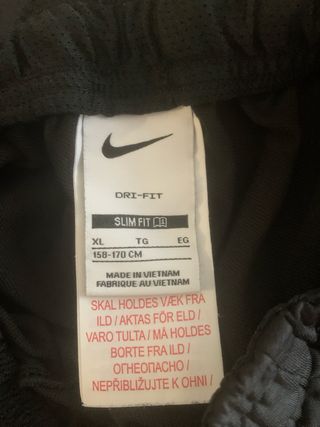 DRI-FIT
SLIM FIT
XL TG EG
158-170 CM
MADE IN VIETNAM
FABRIQUE AU VIETNAM
SKAL HOLDES VÆK FRA
ILD / AKTAS FÖR ELD /
VARO TULTA / MÅ HOLDES
BORTE FRA ILD /
ОГНЕОПАСНО /
NEPŘIBLIŽUJTE K OHNI /